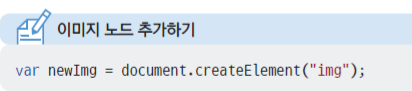 이미지 노드 추가하기
var newImg = document.createElement("img");